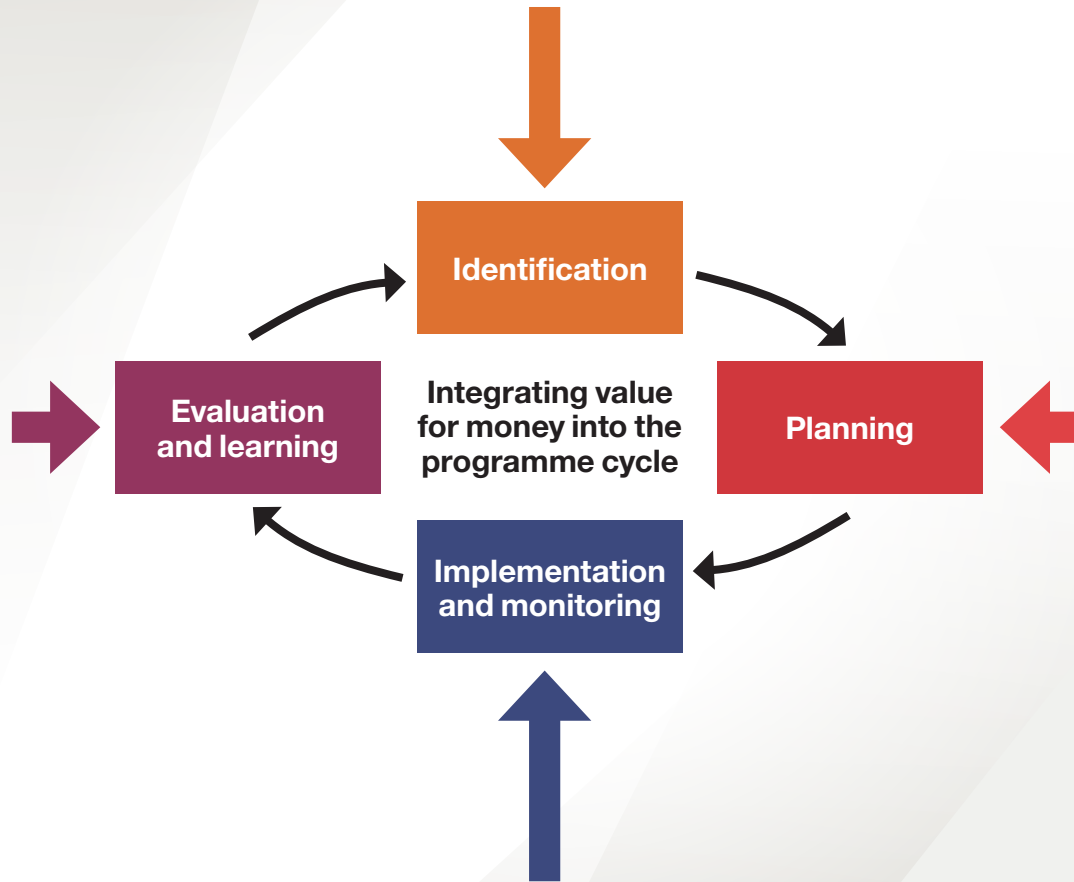 Identification
Integrating value
for money into the
programme cycle
Evaluation
and learning
Planning
Implementation
and monitoring